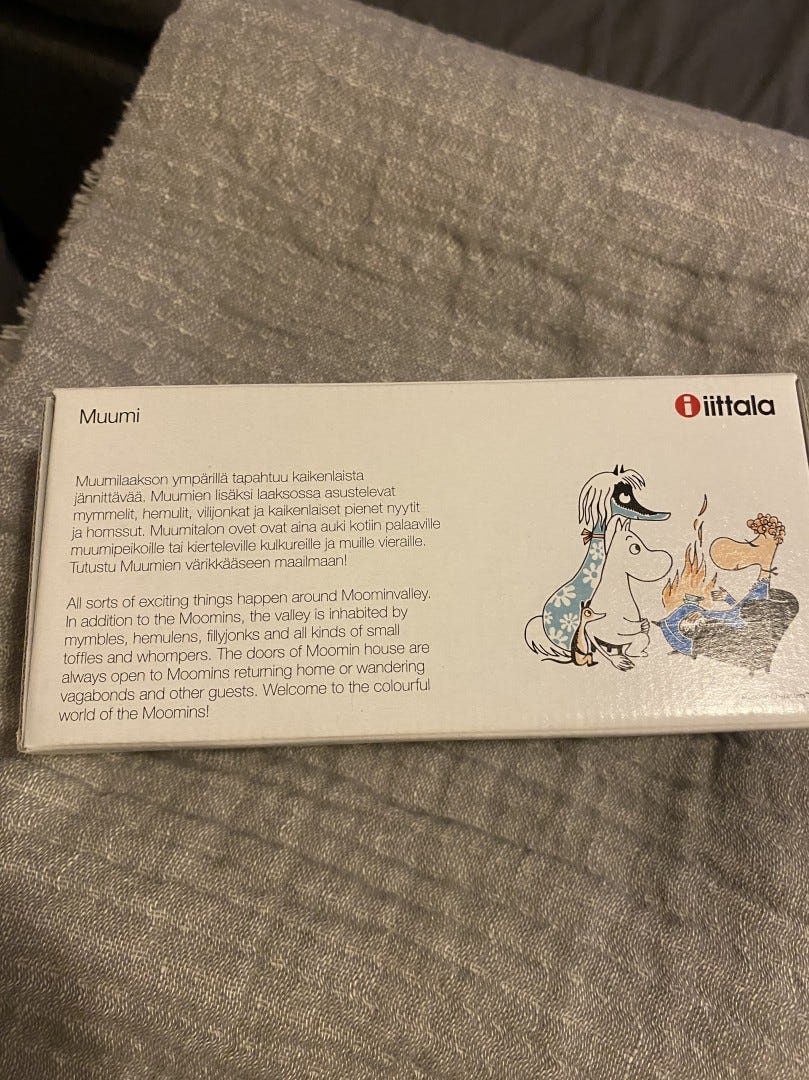 Muumi
iittala
Muumilaakson ympärillä tapahtuu kaikenlaista
jännittävää. Muumien lisäksi laaksossa asustelevat
mymmelit, hemulit, vilijonkat ja kaikenlaiset pienet nyytit
ja homssut. Muumitalon ovet ovat aina auki kotiin palaaville
muumipeikoille tai kierteleville kulkureille ja muille vieraille.
Tutustu Muumien värikkääseen maailmaan!
All sorts of exciting things happen around Moominvalley.
In addition to the Moomins, the valley is inhabited by
mymbles, hemulens, fillyjonks and all kinds of small
toffles and whompers. The doors of Moomin house are
always open to Moomins returning home or wandering
vagabonds and other guests. Welcome to the colourful
world of the Moomins!